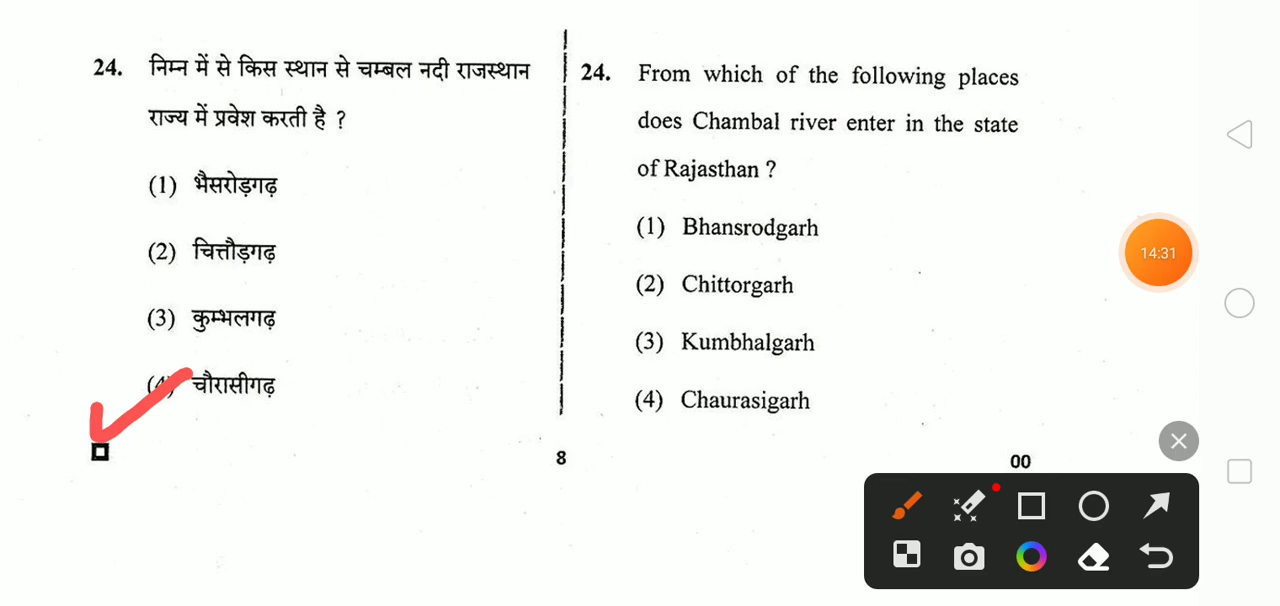 24. निम्न में से किस स्थान से चम्बल नदी राजस्थान
राज्य में प्रवेश करती है ?
(1) भैसरोड़गढ़
(2) चित्तौड़गढ़
(3) कुम्भलगढ़
(4) चौरासीगढ़
24. From which of the following places
does Chambal river enter in the state
of Rajasthan ?
(1) Bhansrodgarh
(2) Chittorgarh
(3) Kumbhalgarh
(4) Chaurasigarh
8
00
14:31